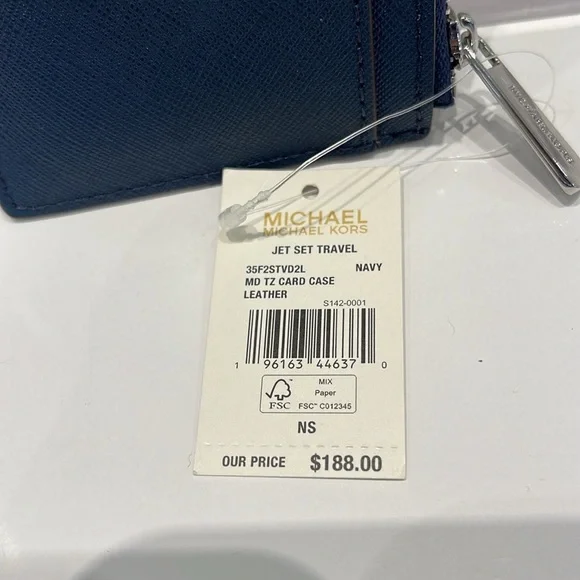 MICHAEL
MICHAEL KORS
JET SET TRAVEL
35F2STVD2L NAVY
MD TZ CARD CASE
LEATHER
S142-0001
1 96163 44637 0
FSC
MIX
Paper
FSC™ C012345
NS
OUR PRICE $188.00